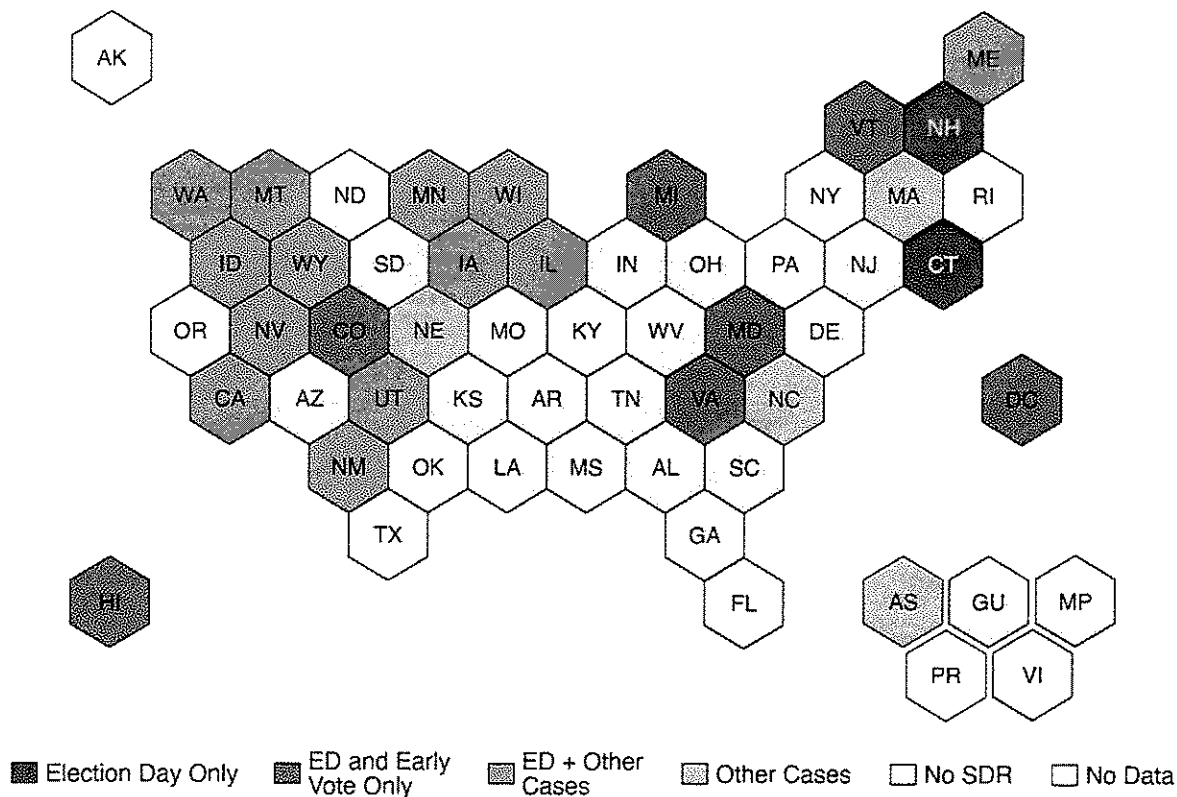 AK
ME
VT NH
WA MT ND MN WI MI NY MA RI
ID WY SD IA IL IN OH PA NJ CT
OR NV CO NE MO KY WV MD DE
CA AZ UT KS AR TN VA NC DC
NM OK LA MS AL SC
TX GA
HI FL AS GU MP
PR VI
Election Day Only
ED and Early
Vote Only
ED + Other
Cases
Other Cases
No SDR
No Data